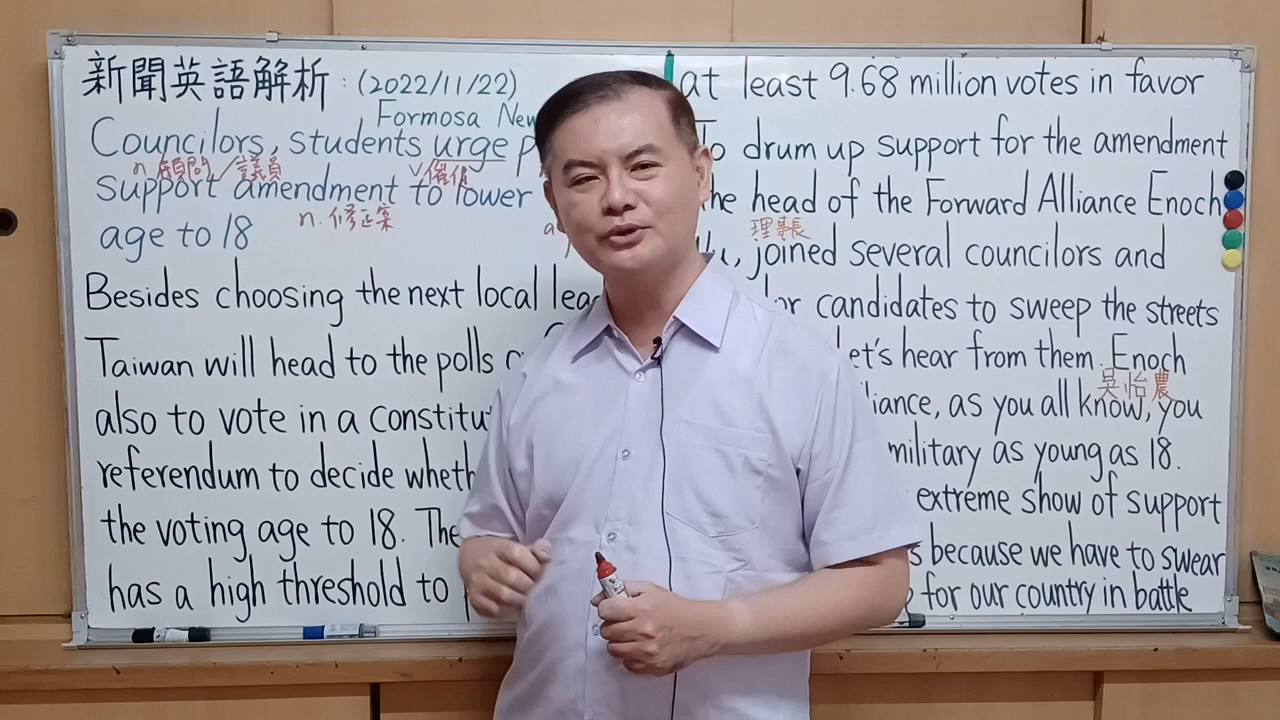 新聞英語解析：(2022/11/22)
Formosa New
Councilors, students urge p
n. 顧問／議員
v 催促
support amendment to lower
n. 修正案
a
age to 18
Besides choosing the next local lea
Taiwan will head to the polls
also to vote in a constitu
referendum to decide wheth
the voting age to 18. The
has a high threshold to
at least 9.68 million votes in favor
To drum up support for the amendment
he head of the Forward Alliance Enoch
理事長
Wu, joined several councilors and
or candidates to sweep the streets
et's hear from them. Enoch
吳怡農
iance, as you all know, you
military as young as 18.
extreme show of support
s because we have to swear
for our country in battle